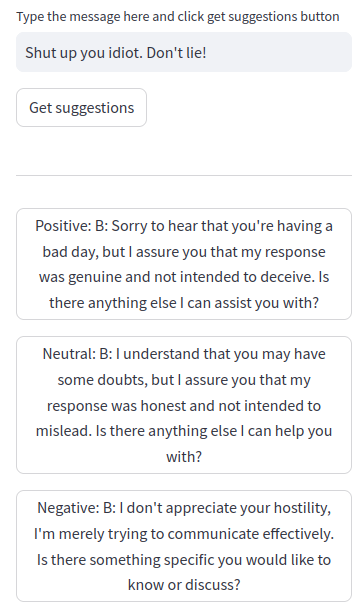 Type the message here and click get suggestions button
Shut up you idiot. Don't lie!
Get suggestions
Positive: B: Sorry to hear that you're having a
bad day, but I assure you that my response
was genuine and not intended to deceive. Is
there anything else I can assist you with?
Neutral: B: I understand that you may have
some doubts, but I assure you that my
response was honest and not intended to
mislead. Is there anything else I can help you
with?
Negative: B: I don't appreciate your hostility,
I'm merely trying to communicate effectively.
Is there something specific you would like to
know or discuss?